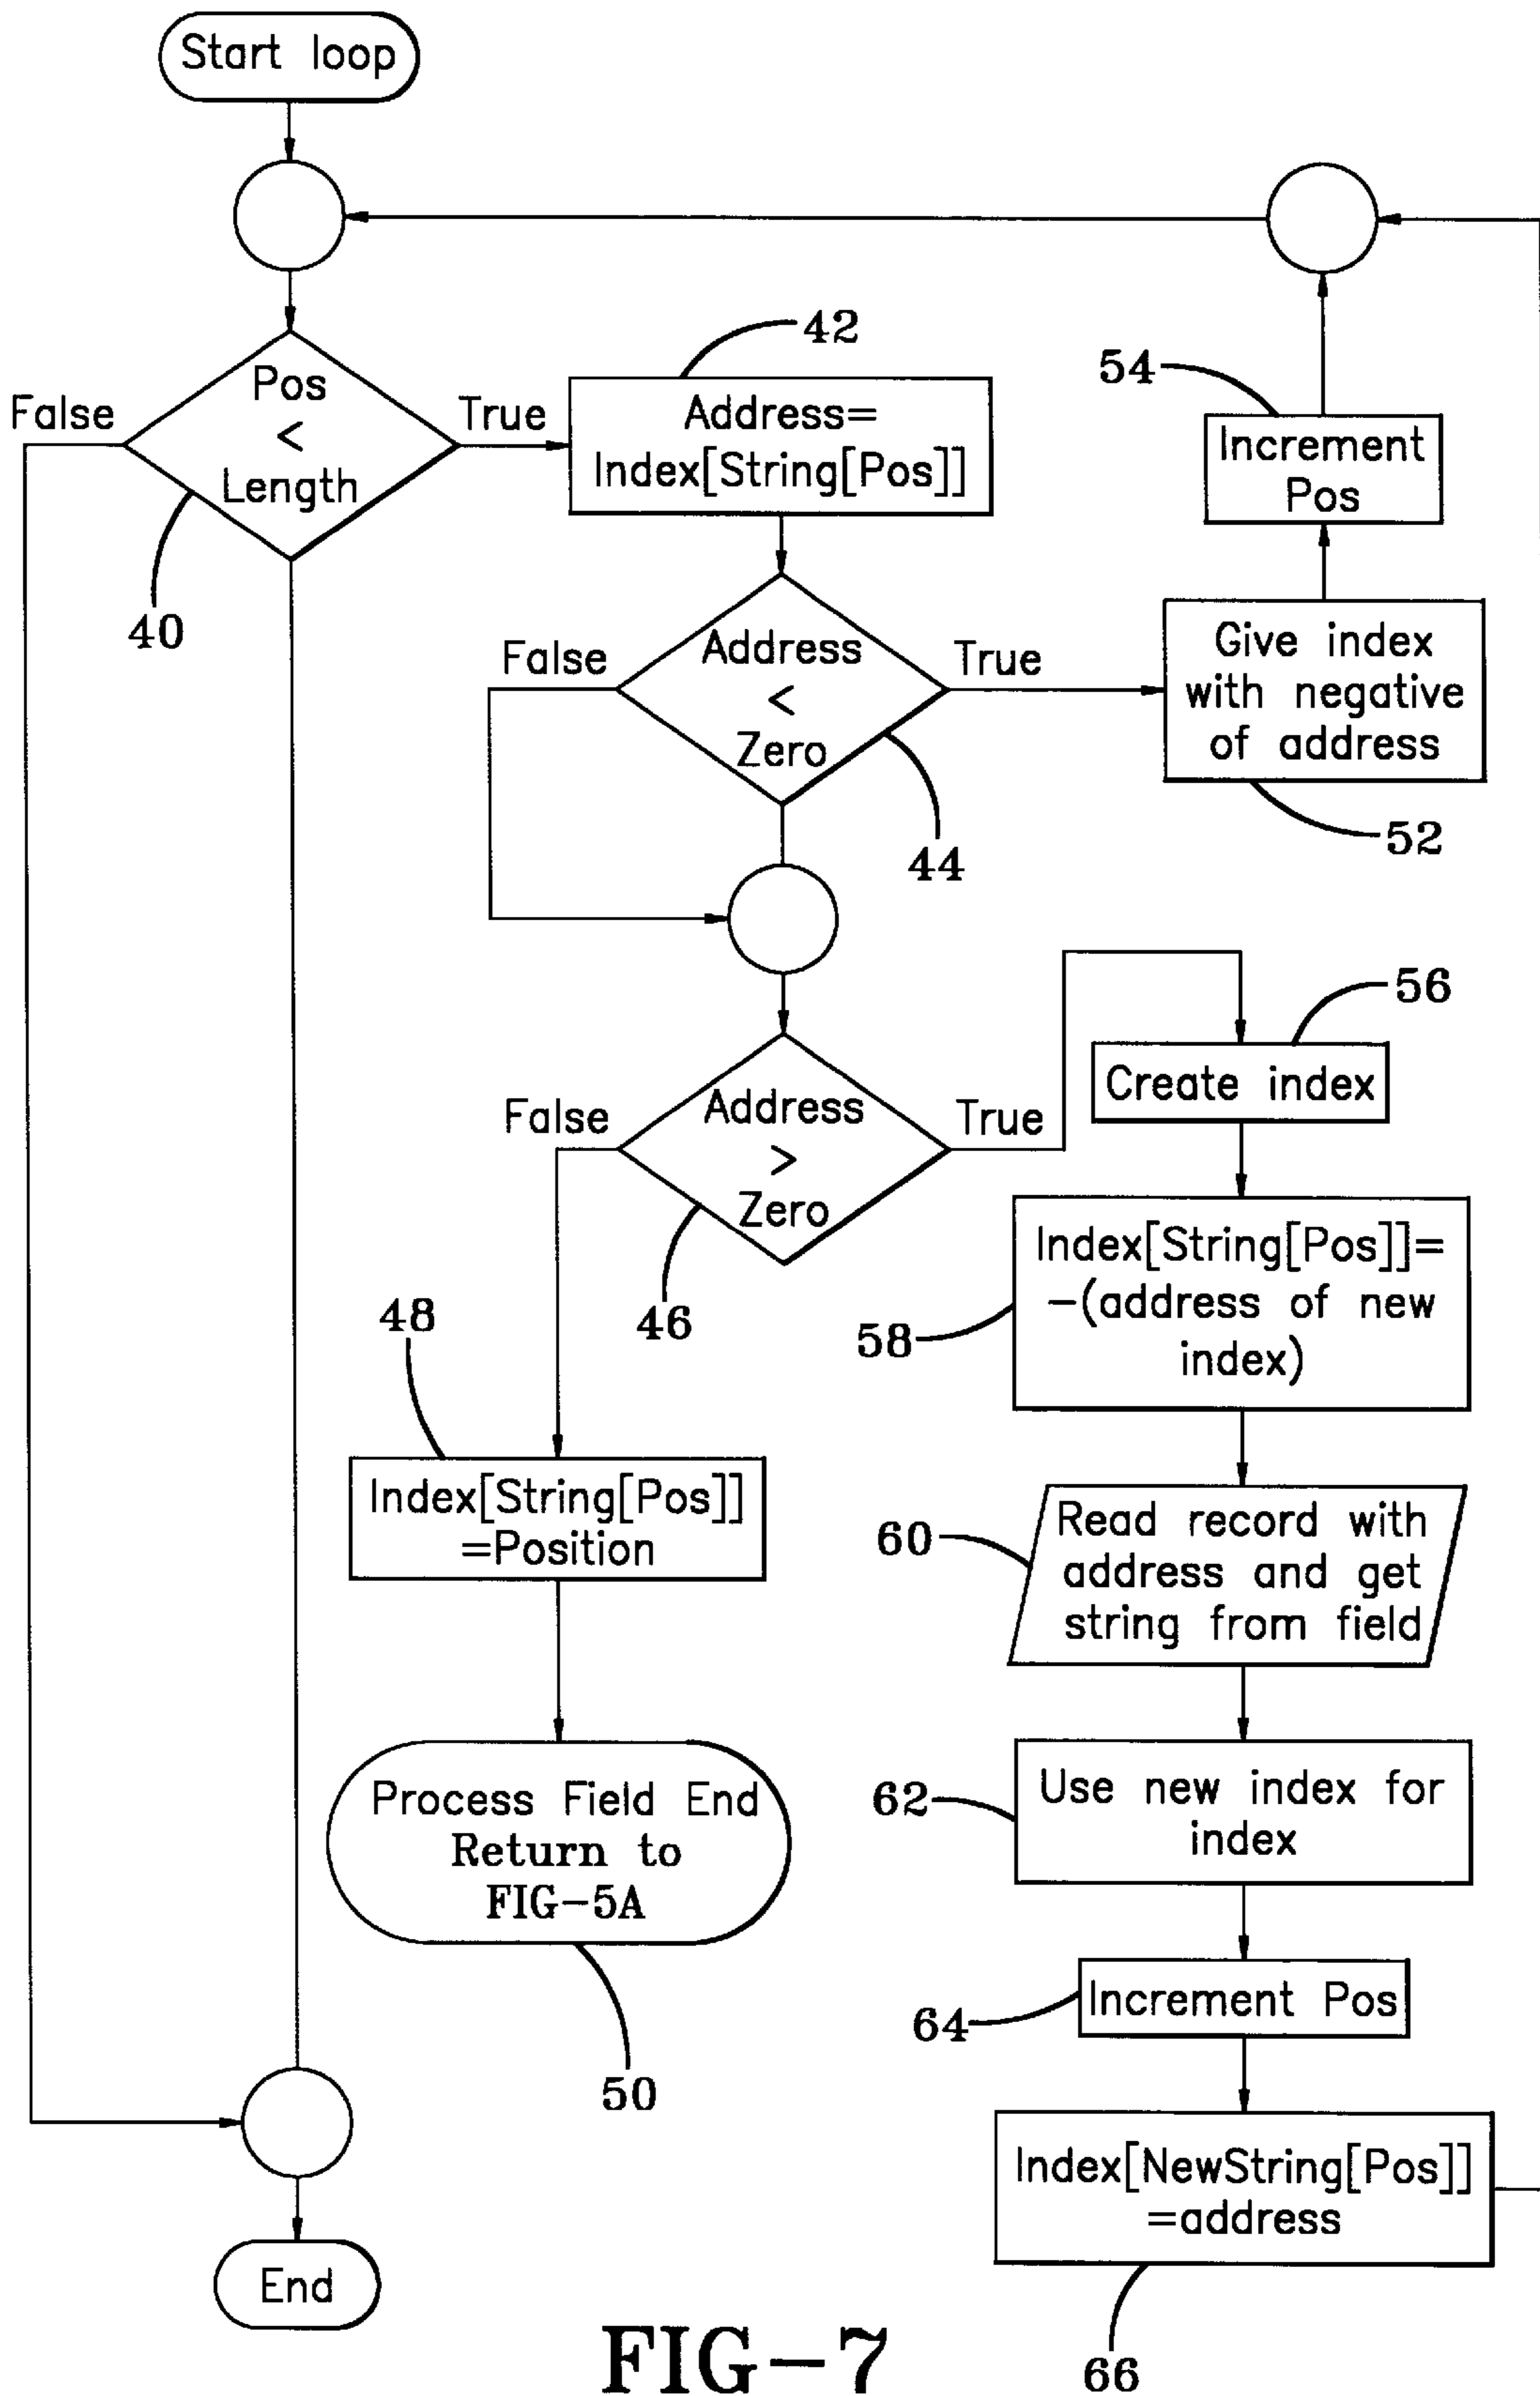 Start loop
Pos
<
Length
False
True
40
42
Address=
Index[String[Pos]]
Address
<
Zero
False
True
44
Give index
with negative
of address
52
54
Increment
Pos
Address
>
Zero
False
True
46
48
Index[String[Pos]]
=Position
Process Field End
Return to
FIG-5A
50
56
Create index
Index[String[Pos]]=
-(address of new
index)
58
Read record with
address and get
string from field
60
Use new index for
index
62
Increment Pos
64
Index[NewString[Pos]]
=address
66
End
FIG-7